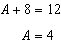 A + 8 = 12
A = 4